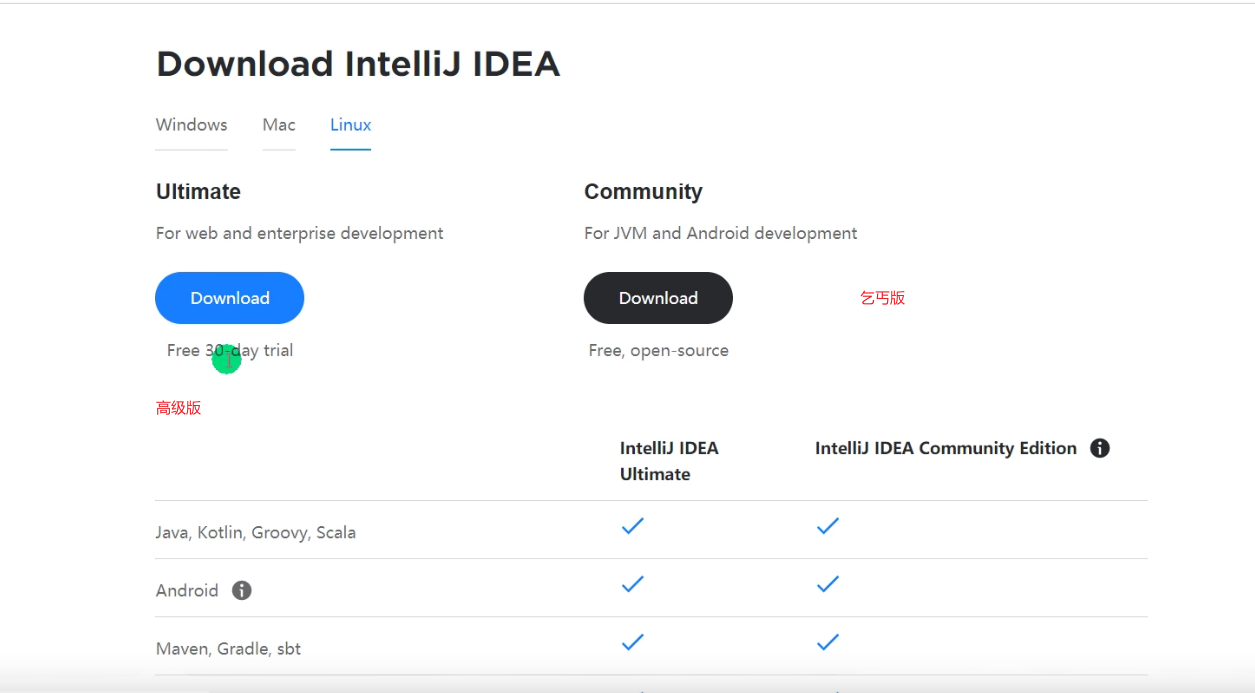 Download IntelliJ IDEA
Windows Mac Linux
Ultimate
For web and enterprise development
Download
Free 30-day trial
高级版
Community
For JVM and Android development
Download
乞丐版
Free, open-source
IntelliJ IDEA
Ultimate
IntelliJ IDEA Community Edition
Java, Kotlin, Groovy, Scala
Android
Maven, Gradle, sbt